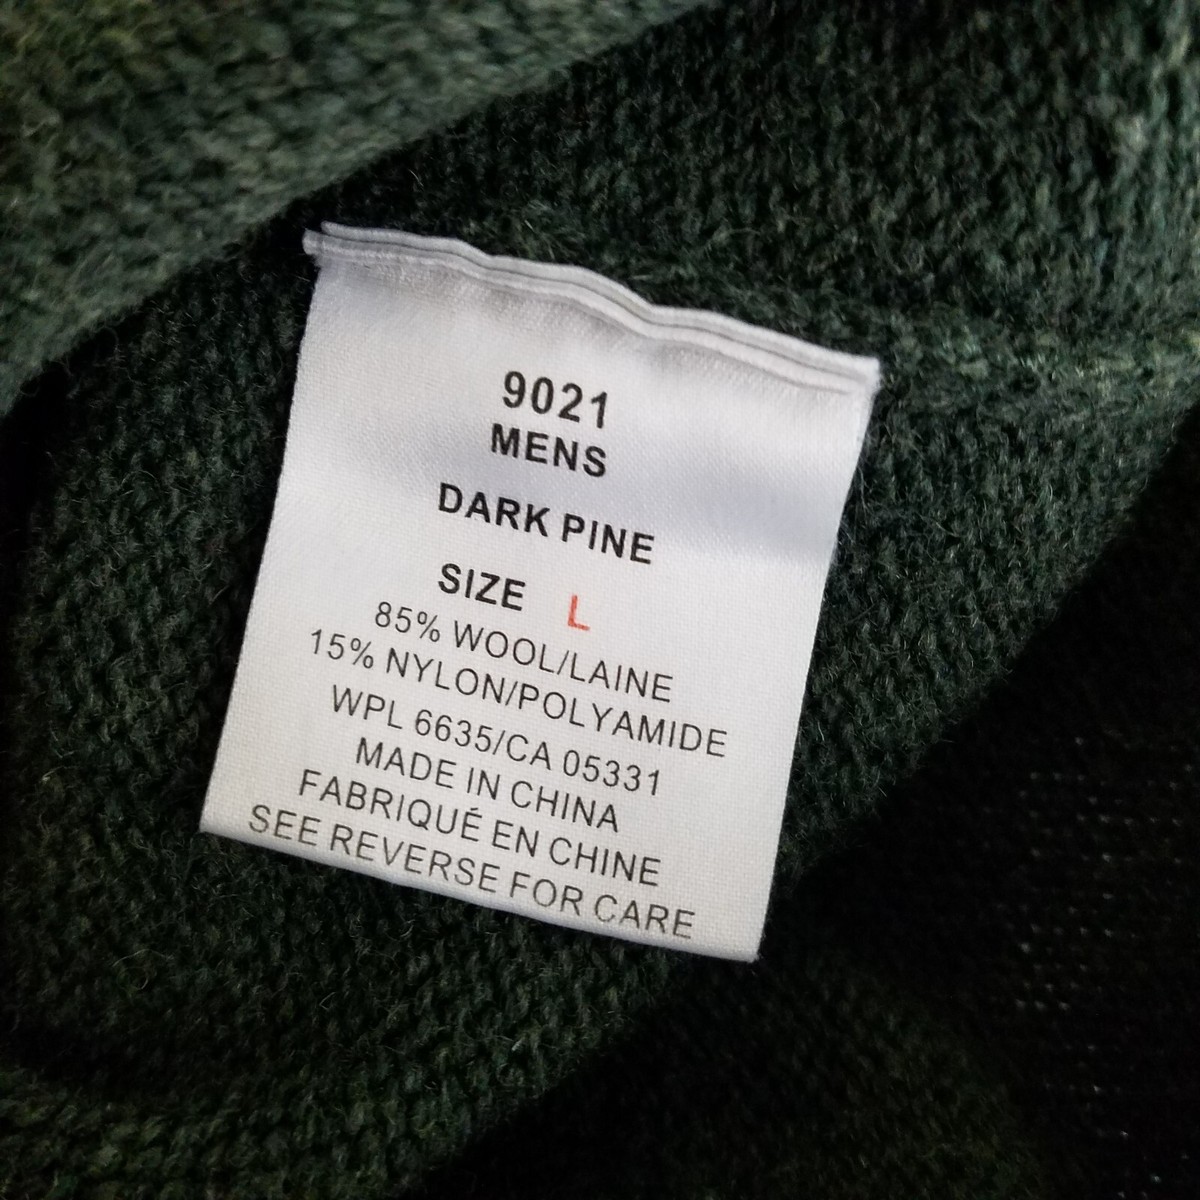 9021
MENS
DARK PINE
SIZE L
85% WOOL/LAINE
15% NYLON/POLYAMIDE
WPL 6635/CA 05331
MADE IN CHINA
FABRIQUÉ EN CHINE
SEE REVERSE FOR CARE